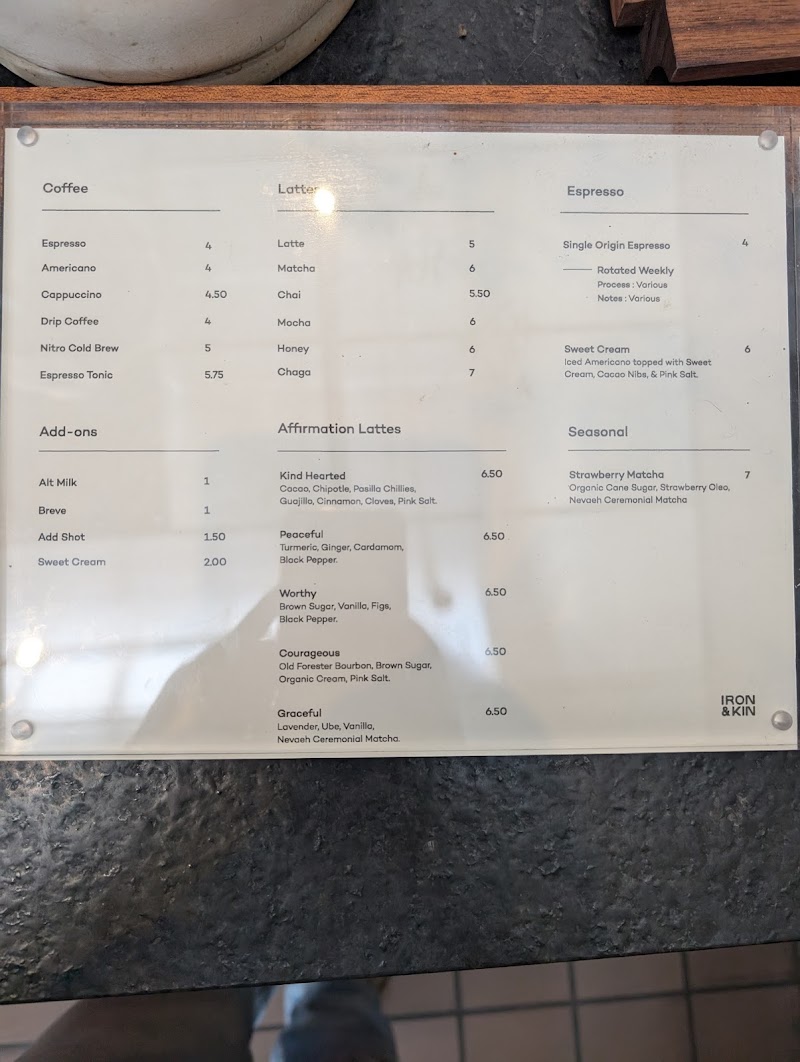 Coffee
Espresso 4
Americano 4
Cappuccino 4.50
Drip Coffee 4
Nitro Cold Brew 5
Espresso Tonic 5.75
Add-ons
Alt Milk 1
Breve 1
Add Shot 1.50
Sweet Cream 2.00
Latte
Latte 5
Matcha 6
Chai 5.50
Mocha 6
Honey 6
Chaga 7
Affirmation Lattes
Kind Hearted 6.50
Cacao, Chipotle, Pasilla Chillies,
Guajillo, Cinnamon, Cloves, Pink Salt.
Peaceful 6.50
Turmeric, Ginger, Cardamom,
Black Pepper.
Worthy 6.50
Brown Sugar, Vanilla, Figs,
Black Pepper.
Courageous 6.50
Old Forester Bourbon, Brown Sugar,
Organic Cream, Pink Salt.
Graceful 6.50
Lavender, Ube, Vanilla,
Nevaeh Ceremonial Matcha.
Espresso
Single Origin Espresso 4
Rotated Weekly
Process : Various
Notes : Various
Sweet Cream 6
Iced Americano topped with Sweet
Cream, Cacao Nibs, & Pink Salt.
Seasonal
Strawberry Matcha 7
Organic Cane Sugar, Strawberry Oleo,
Nevaeh Ceremonial Matcha
IRON
&KIN